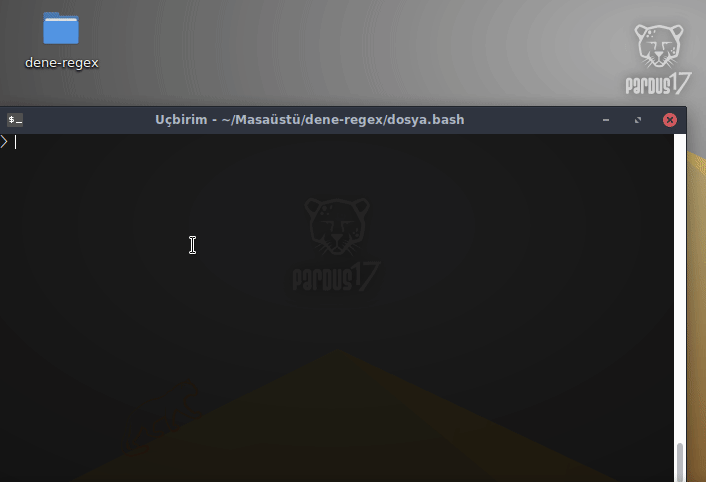 dene-regex
pardus17
$_
Uçbirim - ~/Masaüstü/dene-regex/dosya.bash
>
pardus17